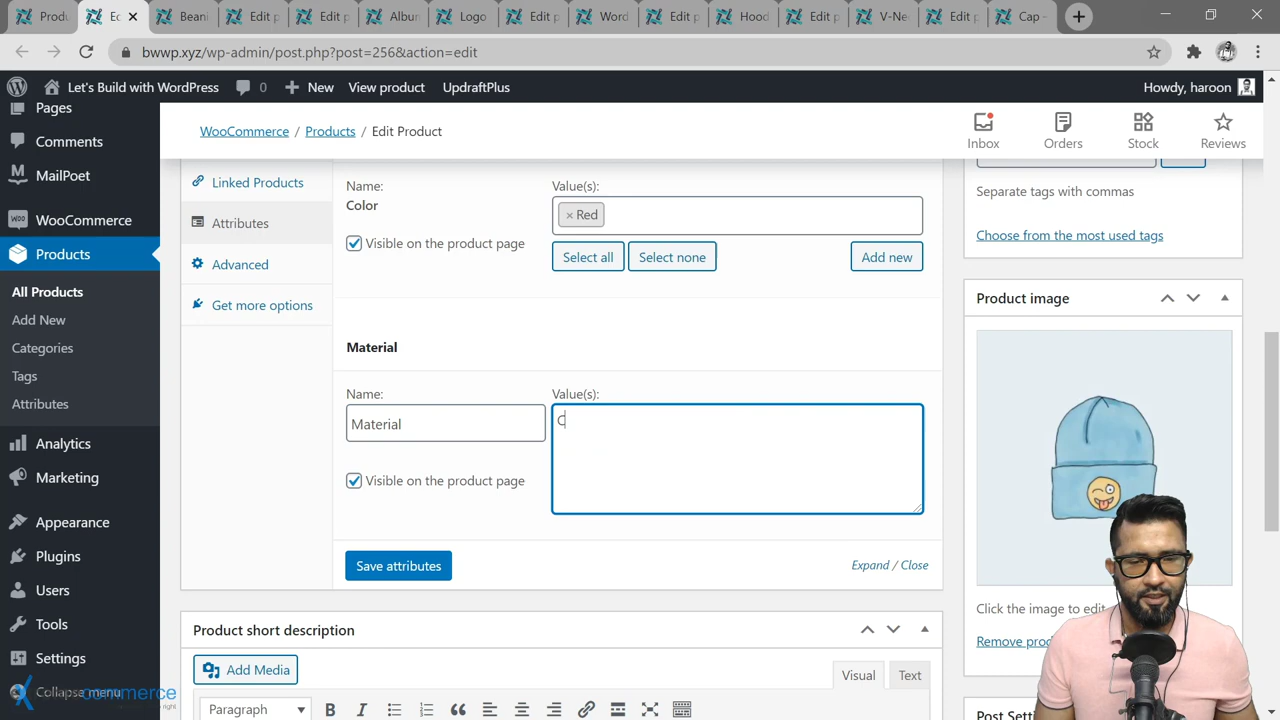 Produ
Ec
Beani
Edit p
Edit
Albur
Logo
Edit p
Word
Edit p
Hood
Edit p
V-Ne
Edit p
Cap -
bwwp.xyz/wp-admin/post.php?post=256&action=edit
Let's Build with WordPress 0 New View product UpdraftPlus Howdy, haroon
Pages
Comments
MailPoet
WooCommerce
Products
All Products
Add New
Categories
Tags
Attributes
Analytics
Marketing
Appearance
Plugins
Users
Tools
Settings
Collapse menu
WooCommerce / Products / Edit Product
Inbox Orders Stock Reviews
Linked Products
Attributes
Advanced
Get more options
Name: Value(s):
Color
× Red
Visible on the product page
Select all Select none Add new
Material
Name: Value(s):
Material
C
Visible on the product page
Save attributes Expand / Close
Product short description
Add Media Visual Text
Paragraph
Separate tags with commas
Choose from the most used tags
Product image
Click the image to edit
Remove prod
Post Setti
commerce